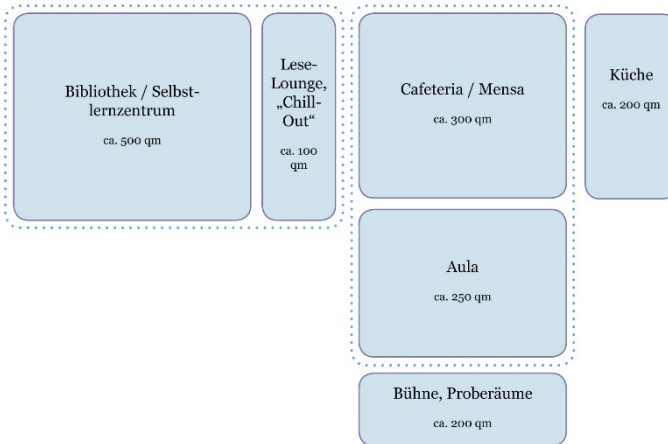 Bibliothek / Selbst-
lernzentrum
ca. 500 qm
Lese-
Lounge,
„Chill-
Out“
ca. 100
qm
Cafeteria / Mensa
ca. 300 qm
Küche
ca. 200 qm
Aula
ca. 250 qm
Bühne, Proberäume
ca. 200 qm